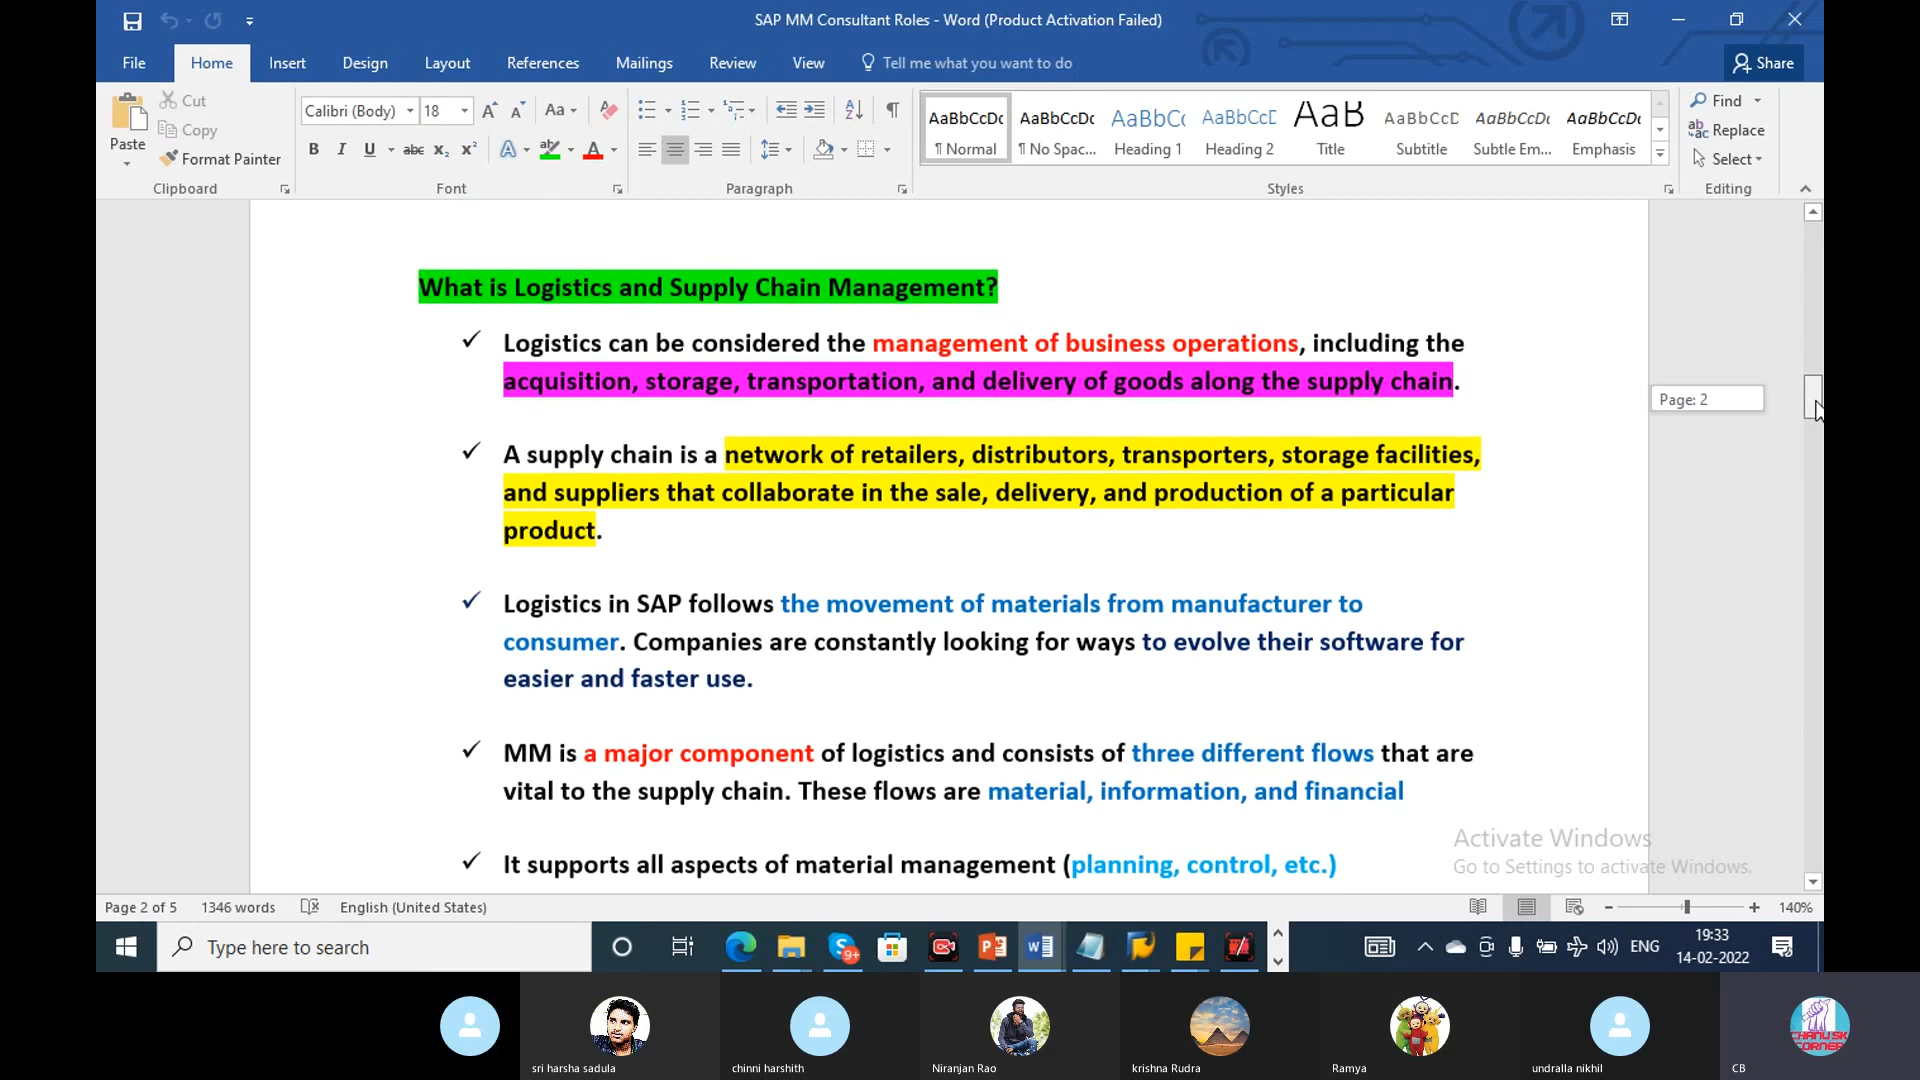 SAP MM Consultant Roles - Word (Product Activation Failed)
File Home Insert Design Layout References Mailings Review View Tell me what you want to do Share
Paste
Cut
Copy
Format Painter
Clipboard
Calibri (Body) 18
Font
Paragraph
AaBbCcDc AaBbCcDc AaBbCc AaBbCcD AaB AaBbCcD AaBbCcDc AaBbCcDc
¶ Normal ¶ No Spac... Heading 1 Heading 2 Title Subtitle Subtle Em... Emphasis
Styles
Find
Replace
Select
Editing
What is Logistics and Supply Chain Management?
✓ Logistics can be considered the management of business operations, including the
acquisition, storage, transportation, and delivery of goods along the supply chain.
Page: 2
✓ A supply chain is a network of retailers, distributors, transporters, storage facilities,
and suppliers that collaborate in the sale, delivery, and production of a particular
product.
✓ Logistics in SAP follows the movement of materials from manufacturer to
consumer. Companies are constantly looking for ways to evolve their software for
easier and faster use.
✓ MM is a major component of logistics and consists of three different flows that are
vital to the supply chain. These flows are material, information, and financial
✓ It supports all aspects of material management (planning, control, etc.)
Activate Windows
Go to Settings to activate Windows.
Page 2 of 5 1346 words English (United States) 140%
Type here to search
9+
ENG
19:33
14-02-2022
sri harsha sadula chinni harshith Niranjan Rao krishna Rudra Ramya undralla nikhil CB